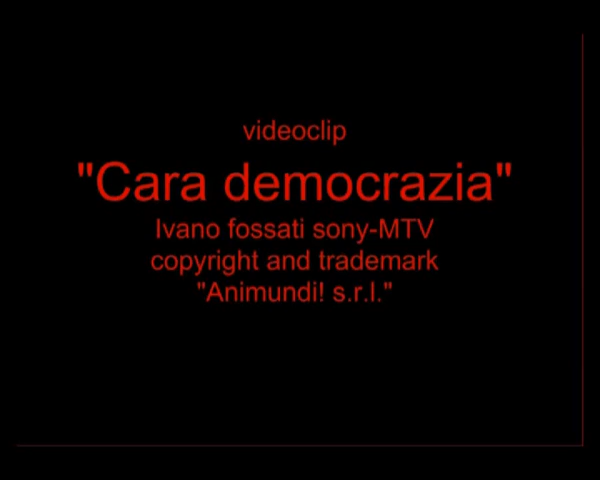 videoclip
"Cara democrazia"
Ivano fossati sony-MTV
copyright and trademark
"Animundi! s.r.l."